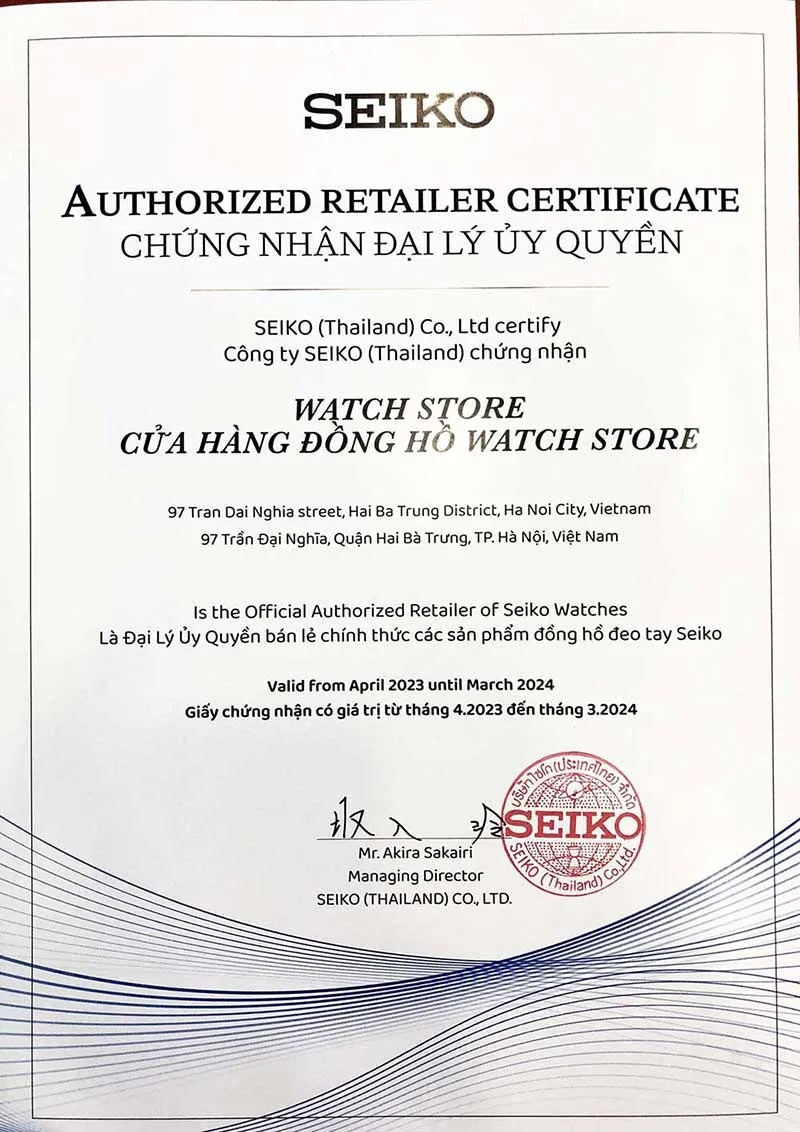 SEIKO
AUTHORIZED RETAILER CERTIFICATE
CHỨNG NHẬN ĐẠI LÝ ỦY QUYỀN
SEIKO (Thailand) Co., Ltd certify
Công ty SEIKO (Thailand) chứng nhận
WATCH STORE
CỬA HÀNG ĐỒNG HỒ WATCH STORE
97 Tran Dai Nghia street, Hai Ba Trung District, Ha Noi City, Vietnam
97 Trần Đại Nghĩa, Quận Hai Bà Trưng, TP. Hà Nội, Việt Nam
Is the Official Authorized Retailer of Seiko Watches
Là Đại Lý Ủy Quyền bán lẻ chính thức các sản phẩm đồng hồ đeo tay Seiko
Valid from April 2023 until March 2024
Giấy chứng nhận có giá trị từ tháng 4.2023 đến tháng 3.2024
บริษัท ไซโก (ประเทศไทย) จำกัด
SEIKO
SEIKO (Thailand) Co., Ltd.
Mr. Akira Sakairi
Managing Director
SEIKO (THAILAND) CO., LTD.